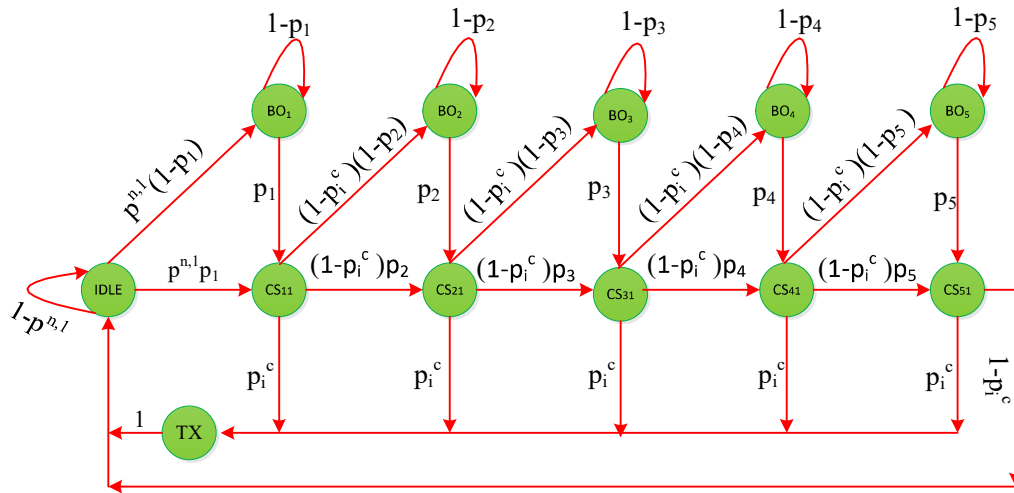 1-p₁ 1-p₂ 1-p₃ 1-p₄ 1-p₅
BO₁ BO₂ BO₃ BO₄ BO₅
pⁿ,¹(1-p₁) (1-pᵢᶜ)(1-p₂) (1-pᵢᶜ)(1-p₃) (1-pᵢᶜ)(1-p₄) (1-pᵢᶜ)(1-p₅)
p₁ p₂ p₃ p₄ p₅
pⁿ,¹p₁ (1-pᵢᶜ)p₂ (1-pᵢᶜ)p₃ (1-pᵢᶜ)p₄ (1-pᵢᶜ)p₅
IDLE CS₁₁ CS₂₁ CS₃₁ CS₄₁ CS₅₁
1-pⁿ,¹
pᵢᶜ pᵢᶜ pᵢᶜ pᵢᶜ pᵢᶜ 1-pᵢᶜ
1 TX